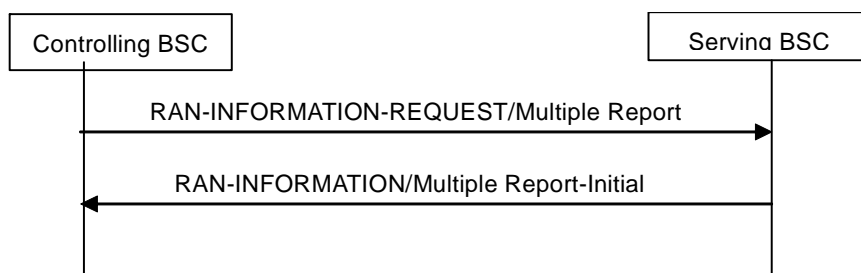 Controlling BSC
Serving BSC
RAN-INFORMATION-REQUEST/Multiple Report
RAN-INFORMATION/Multiple Report-Initial